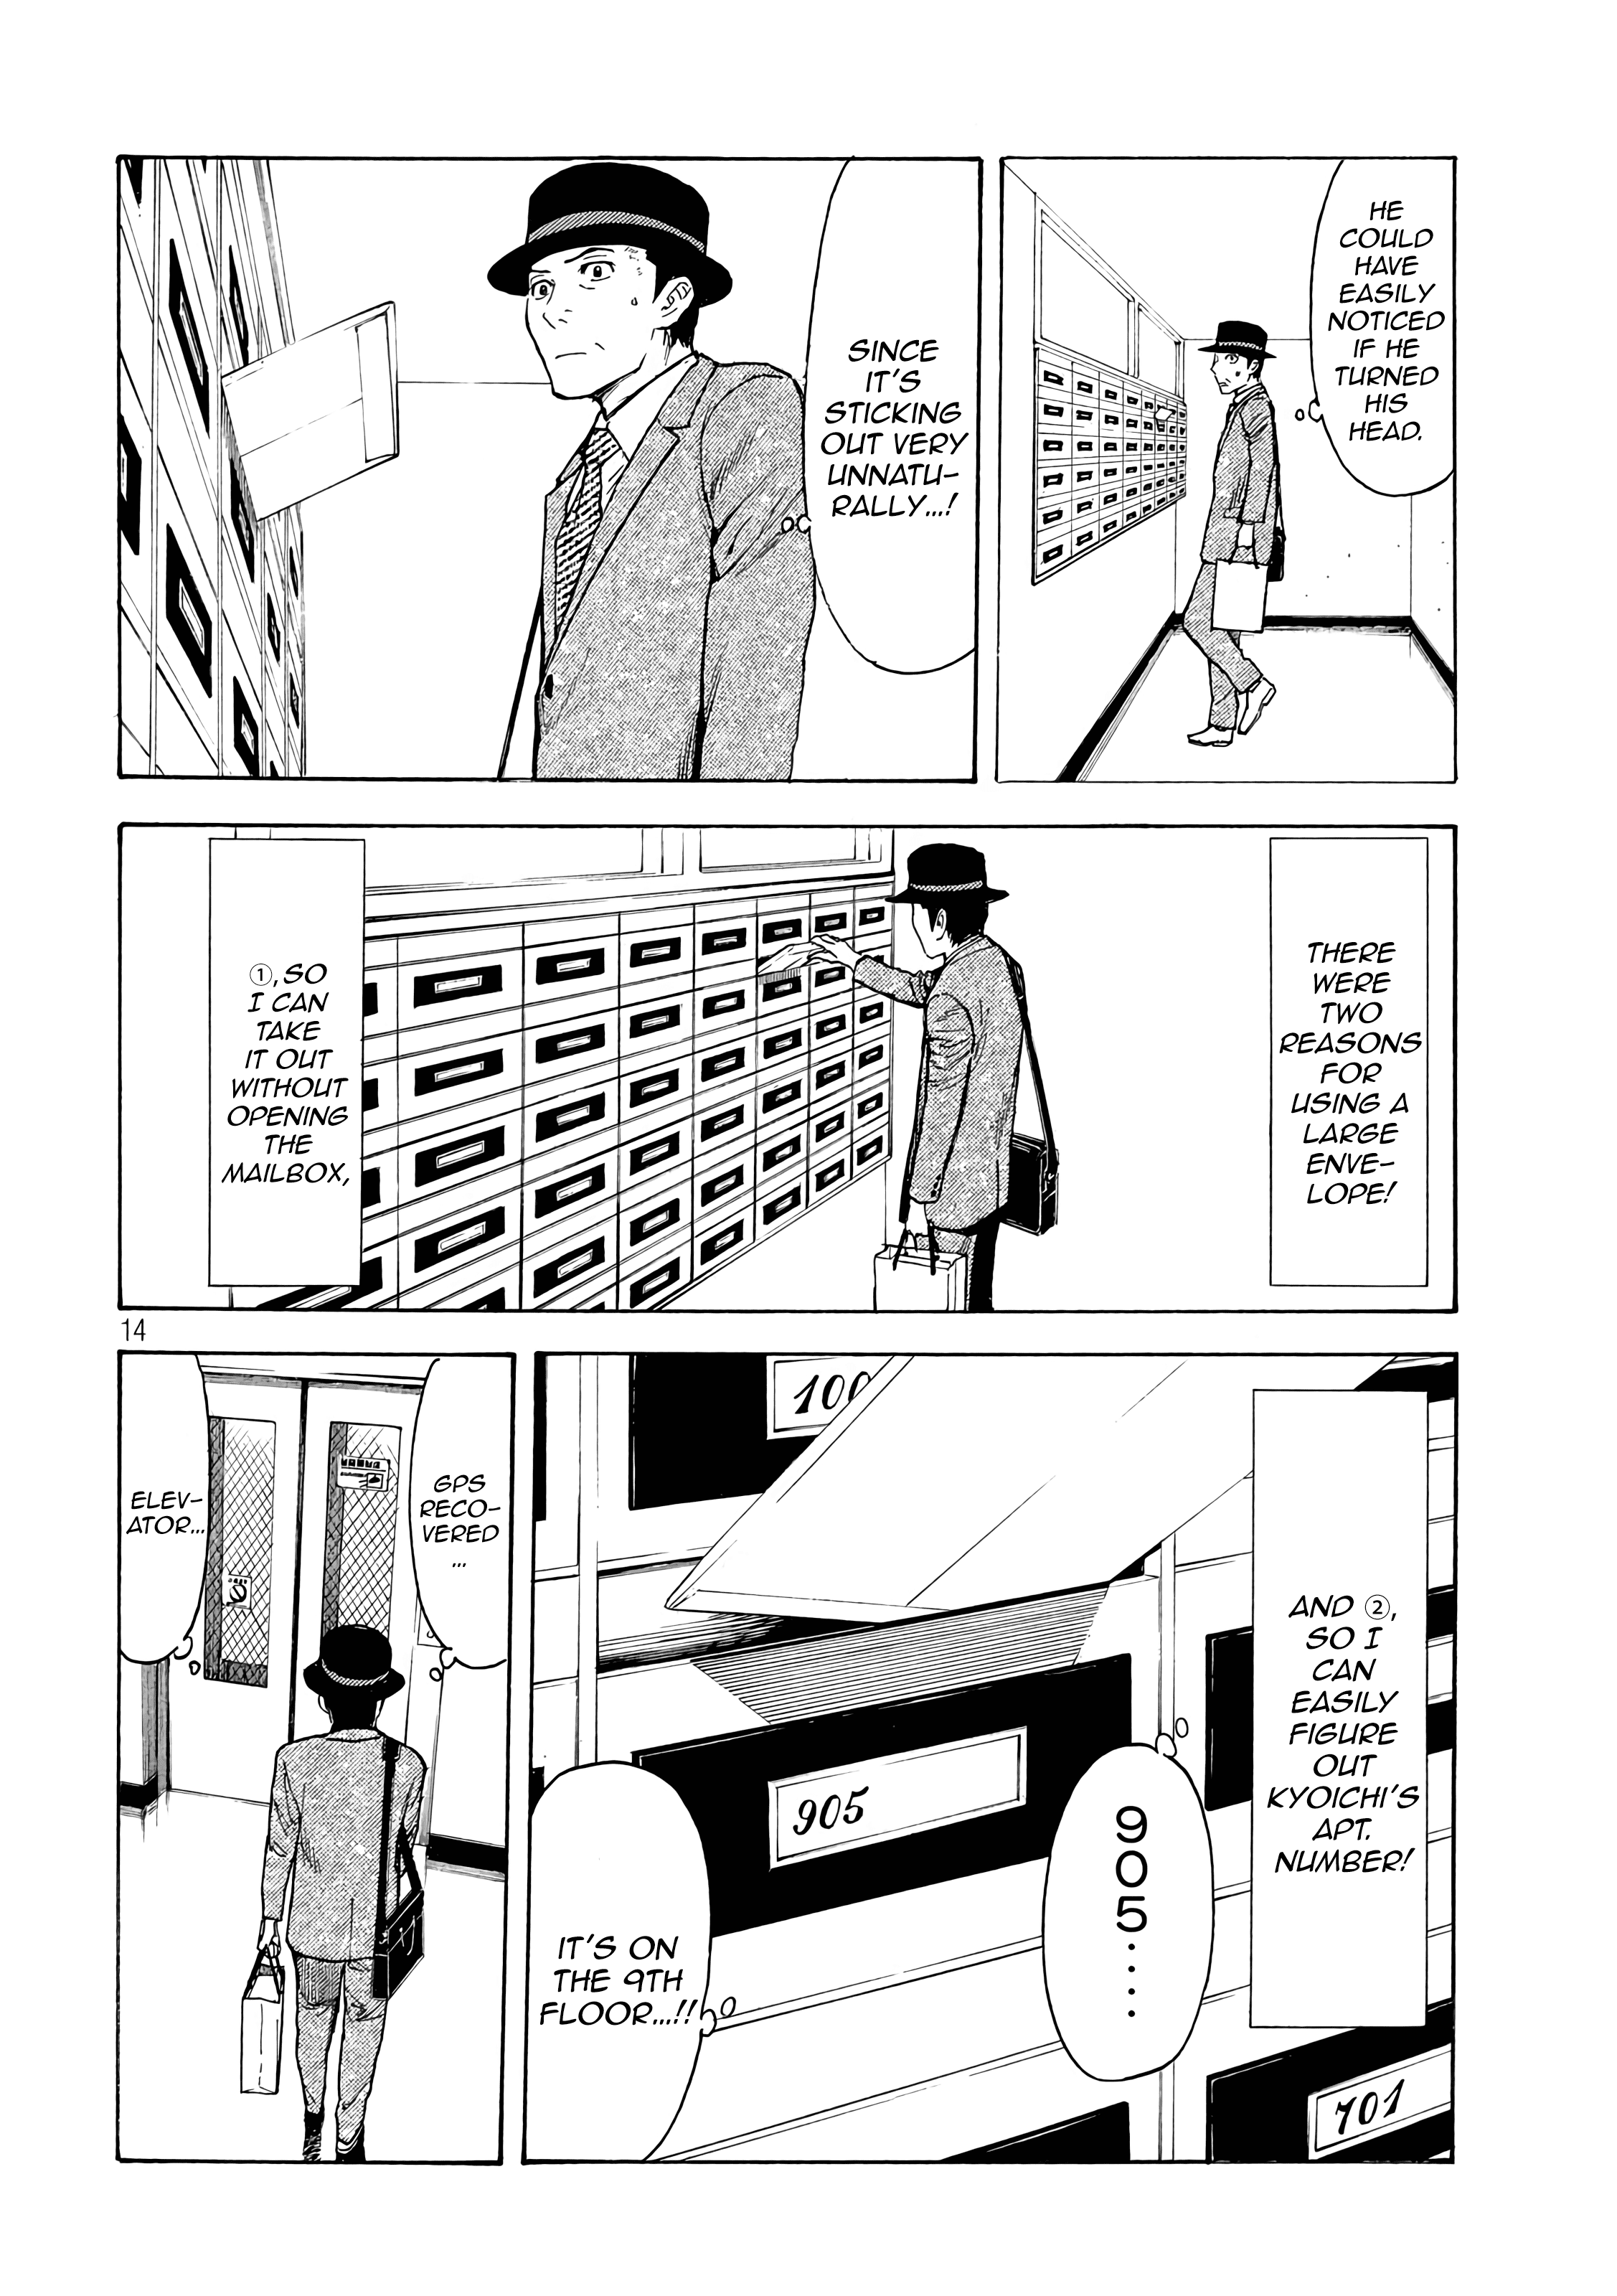 HE
COULD
HAVE
EASILY
NOTICED
IF HE
TURNED
HIS
HEAD.
SINCE
IT'S
STICKING
OUT VERY
UNNATU-
RALLY...!
THERE
WERE
TWO
REASONS
FOR
USING A
LARGE
ENVE-
LOPE!
①, SO
I CAN
TAKE
IT OUT
WITHOUT
OPENING
THE
MAILBOX,
14
AND ②,
SO I
CAN
EASILY
FIGURE
OUT
KYOICHI'S
APT.
NUMBER!
100
905
905......
701
IT'S ON
THE 9TH
FLOOR...!!
GPS
RECO-
VERED
...
ELEV-
ATOR...